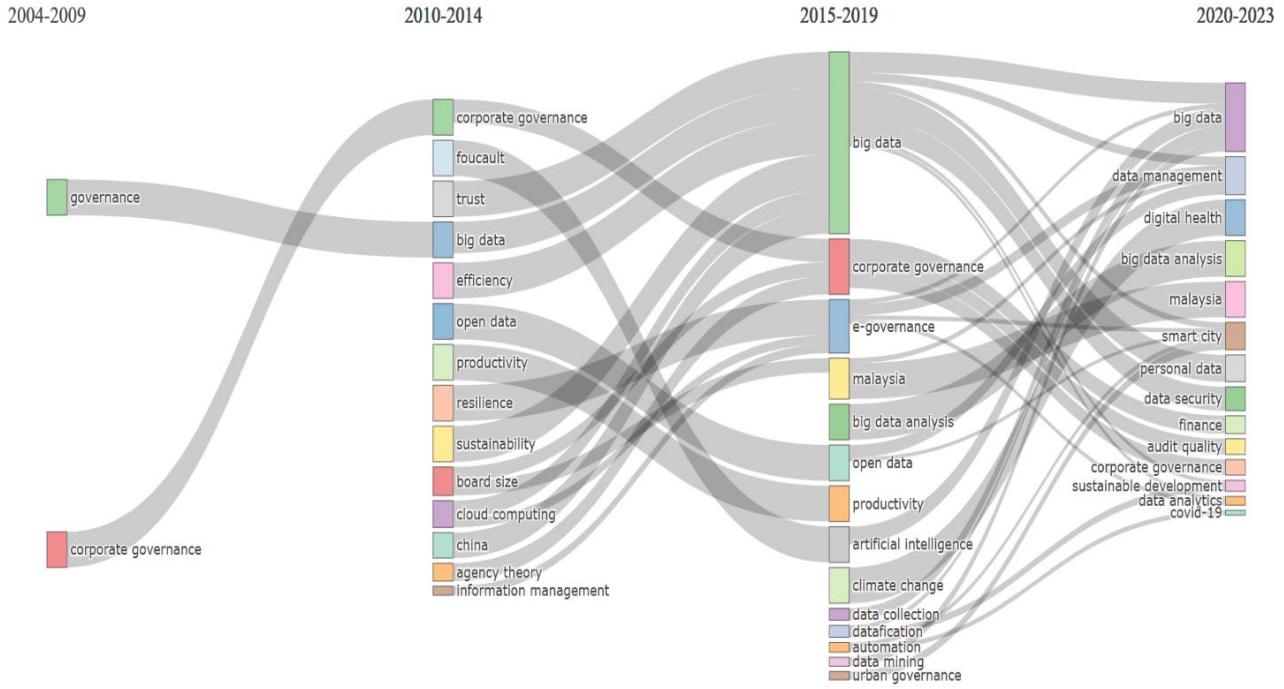 2004-2009
2010-2014
2015-2019
2020-2023
governance
corporate governance
corporate governance
foucault
trust
big data
efficiency
open data
productivity
resilience
sustainability
board size
cloud computing
china
agency theory
information management
big data
corporate governance
e-governance
malaysia
big data analysis
open data
productivity
artificial intelligence
climate change
data collection
datafication
automation
data mining
urban governance
big data
data management
digital health
big data analysis
malaysia
smart city
personal data
data security
finance
audit quality
corporate governance
sustainable development
data analytics
covid-19